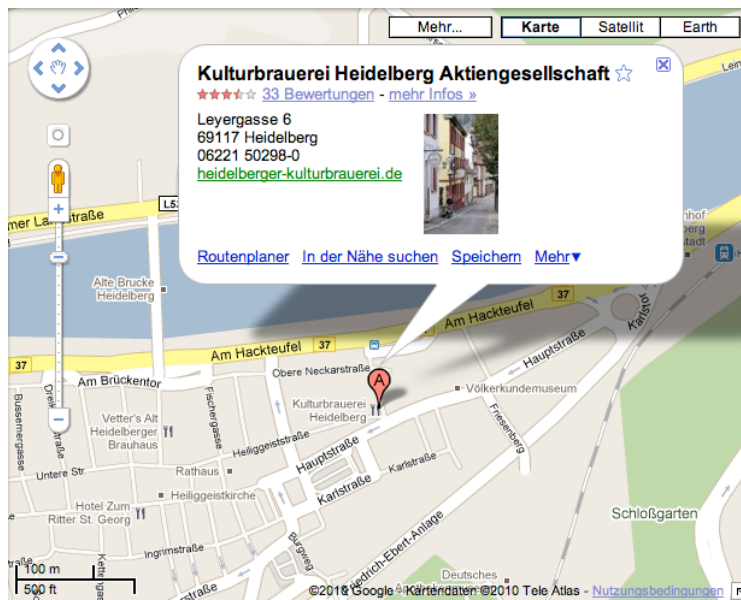 Mehr...
Karte
Satellit
Earth
Kulturbrauerei Heidelberg Aktiengesellschaft
33 Bewertungen - mehr Infos »
Leyergasse 6
69117 Heidelberg
06221 50298-0
heidelberger-kulturbrauerei.de
Routenplaner In der Nähe suchen Speichern Mehr▼
Alte Brucke
Heidelberg
37
Am Hackteufel
37
Am Hackteufel
37
Karlstor
Am Brückentor
Obere Neckarstraße
A
Hauptstraße
Völkerkundemuseum
Kulturbrauerei
Heidelberg
Bussemergasse
Fischergasse
Vetter's Alt
Heidelberger
Brauhaus
Heiliggeiststraße
Friesenberg
Hauptstraße
Karlstraße
Untere Str.
Rathaus
Karlstraße
Heiliggeistkirche
Hotel Zum
Ritter St. Georg
Schloßgarten
Ingrimstraße
Burgweg
Friedrich-Ebert-Anlage
Deutsches
100 m
500 ft
©2010 Google - Kartendaten ©2010 Tele Atlas - Nutzungsbedingungen